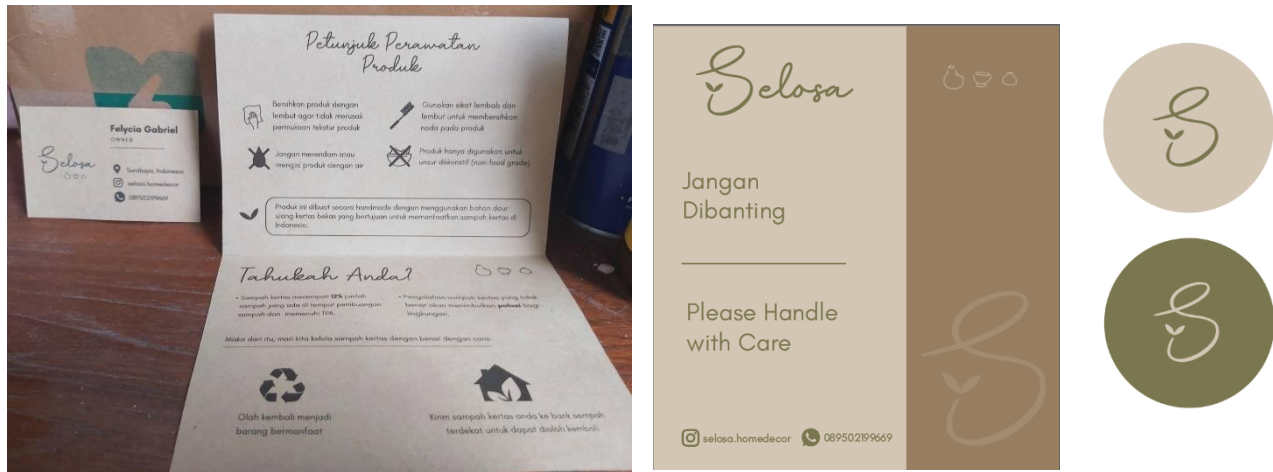 Selosa
Felycia Gabriel
OWNER
Surabaya, Indonesia
selosa.homedecor
089502199669
Petunjuk Perawatan
Produk
Bersihkan produk dengan
lembut agar tidak merusak
permukaan tekstur produk
Gunakan sikat lembab dan
lembut untuk membersihkan
noda pada produk
Jangan merendam atau
mengisi produk dengan air
Produk hanya digunakan untuk
unsur dekoratif (non-food grade)
Produk ini dibuat secara handmade dengan menggunakan bahan daur
ulang kertas bekas yang bertujuan untuk memanfaatkan sampah kertas di
Indonesia.
Tahukah Anda?
• Sampah kertas menempati 12% jumlah
sampah yang ada di tempat pembuangan
sampah dan memenuhi TPA.
• Pengolahan sampah kertas yang tidak
benar akan menimbulkan polusi bagi
lingkungan.
Maka dari itu, mari kita kelola sampah kertas dengan benar dengan cara:
Olah kembali menjadi
barang bermanfaat
Kirim sampah kertas anda ke bank sampah
terdekat untuk dapat diolah kembali
Selosa
Jangan
Dibanting
Please Handle
with Care
selosa.homedecor
089502199669
S
S
S